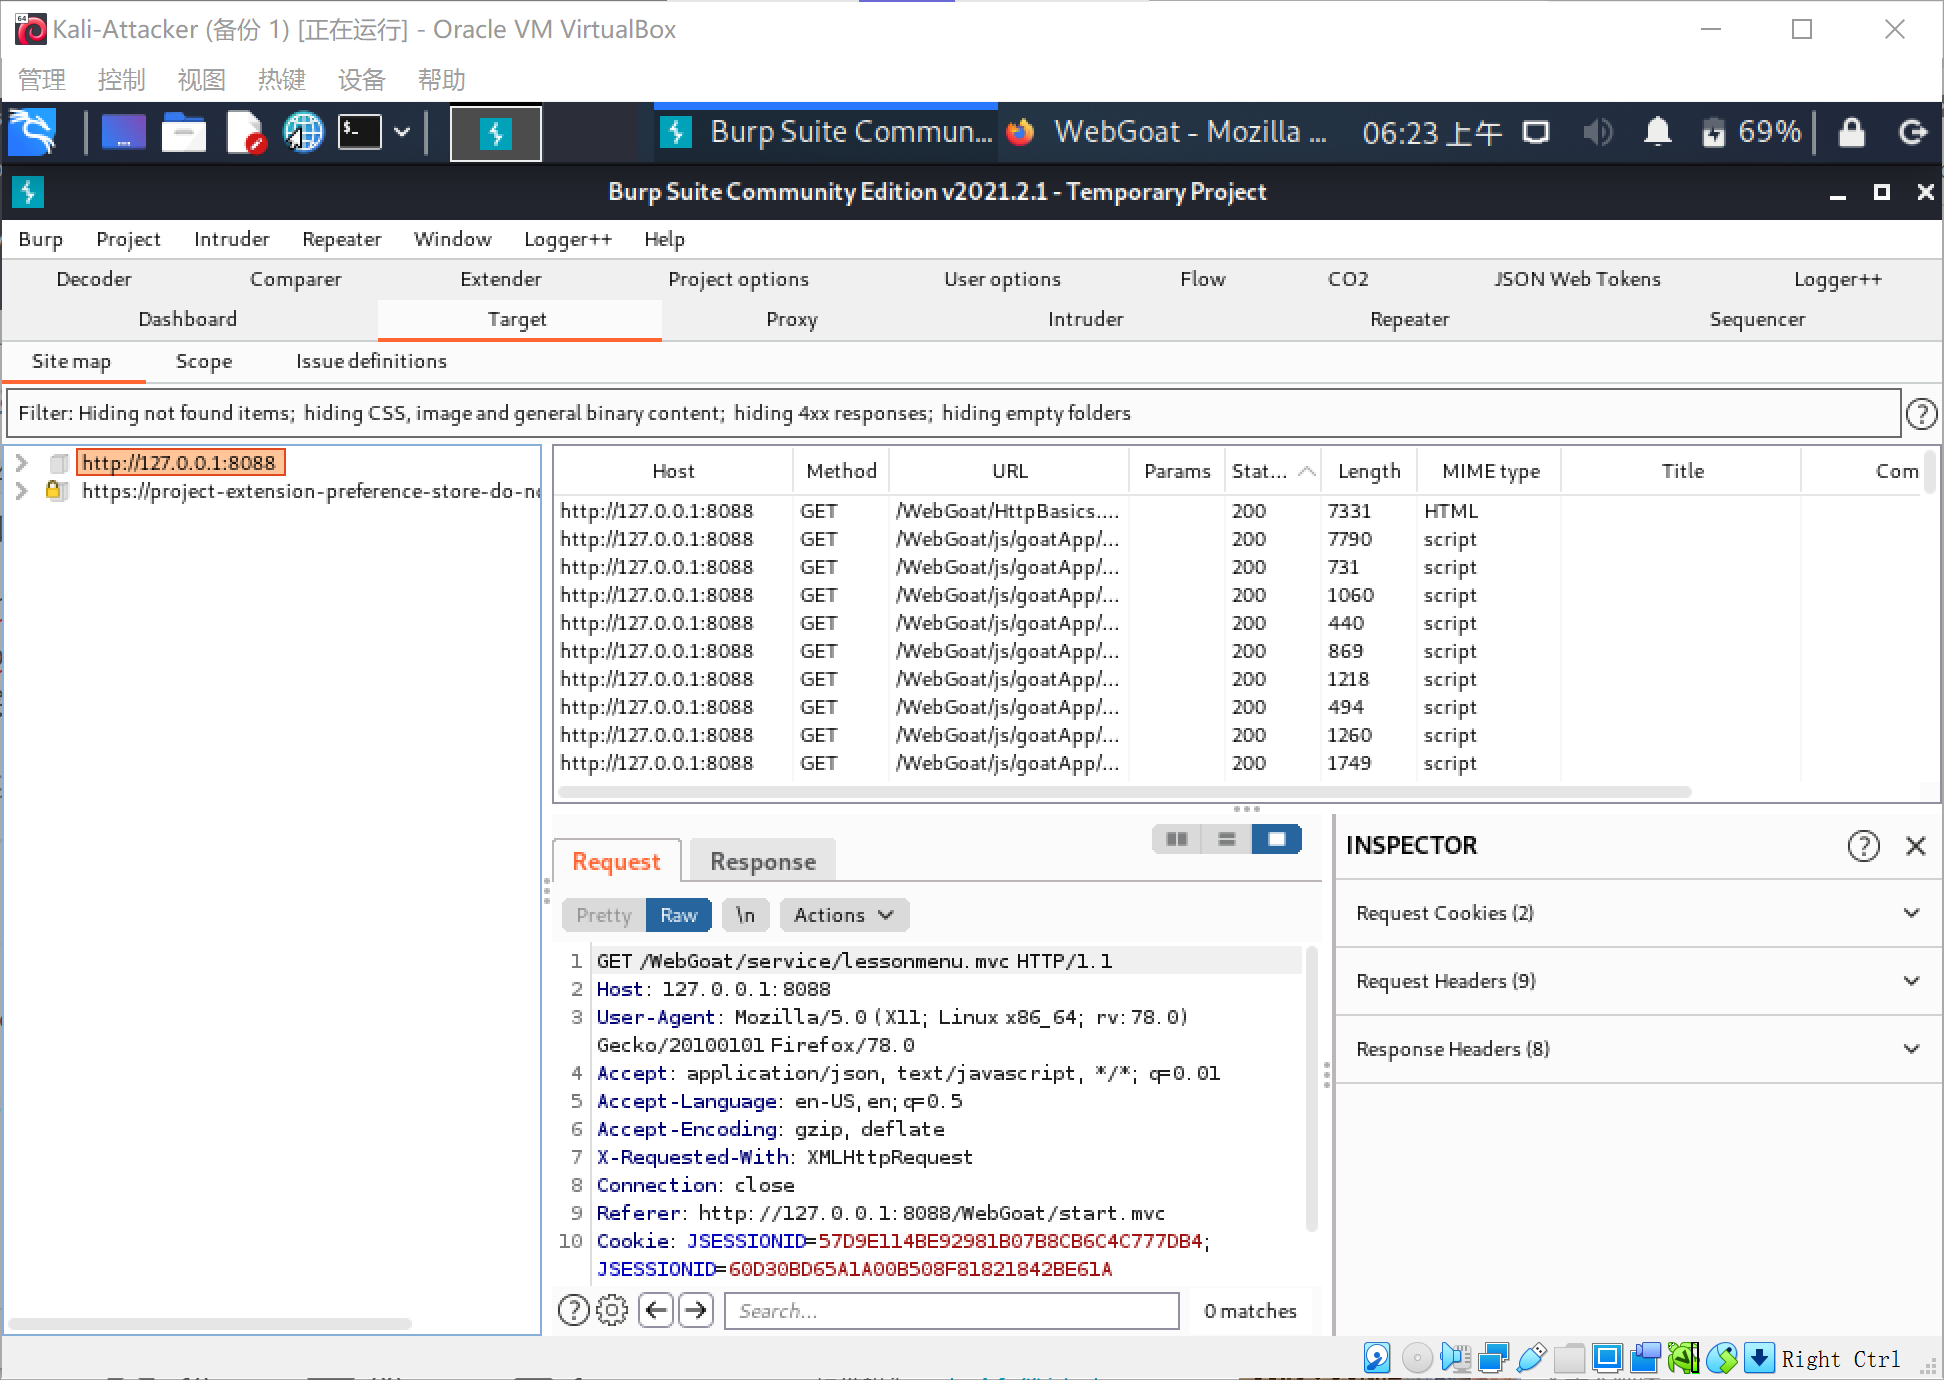 Kali-Attacker (备份 1) [正在运行] - Oracle VM VirtualBox
管理 控制 视图 热键 设备 帮助
Burp Suite Commun... WebGoat - Mozilla ... 06:23 上午 69%
Burp Suite Community Edition v2021.2.1 - Temporary Project
Burp Project Intruder Repeater Window Logger++ Help
Decoder Comparer Extender Project options User options Flow CO2 JSON Web Tokens Logger++
Dashboard Target Proxy Intruder Repeater Sequencer
Site map Scope Issue definitions
Filter: Hiding not found items; hiding CSS, image and general binary content; hiding 4xx responses; hiding empty folders
http://127.0.0.1:8088
https://project-extension-preference-store-do-n
Host Method URL Params Stat... Length MIME type Title Com
http://127.0.0.1:8088 GET /WebGoat/HttpBasics.... 200 7331 HTML
http://127.0.0.1:8088 GET /WebGoat/js/goatApp/... 200 7790 script
http://127.0.0.1:8088 GET /WebGoat/js/goatApp/... 200 731 script
http://127.0.0.1:8088 GET /WebGoat/js/goatApp/... 200 1060 script
http://127.0.0.1:8088 GET /WebGoat/js/goatApp/... 200 440 script
http://127.0.0.1:8088 GET /WebGoat/js/goatApp/... 200 869 script
http://127.0.0.1:8088 GET /WebGoat/js/goatApp/... 200 1218 script
http://127.0.0.1:8088 GET /WebGoat/js/goatApp/... 200 494 script
http://127.0.0.1:8088 GET /WebGoat/js/goatApp/... 200 1260 script
http://127.0.0.1:8088 GET /WebGoat/js/goatApp/... 200 1749 script
Request Response
Pretty Raw \n Actions
1 GET /WebGoat/service/lessonmenu.mvc HTTP/1.1
2 Host: 127.0.0.1:8088
3 User-Agent: Mozilla/5.0 (X11; Linux x86_64; rv:78.0)
Gecko/20100101 Firefox/78.0
4 Accept: application/json, text/javascript, */*; q=0.01
5 Accept-Language: en-US,en;q=0.5
6 Accept-Encoding: gzip, deflate
7 X-Requested-With: XMLHttpRequest
8 Connection: close
9 Referer: http://127.0.0.1:8088/WebGoat/start.mvc
10 Cookie: JSESSIONID=57D9E114BE92981B07B8CB6C4C777DB4;
JSESSIONID=60D30BD65A1A00B508F81821842BE61A
Search... 0 matches
INSPECTOR
Request Cookies (2)
Request Headers (9)
Response Headers (8)
Right Ctrl